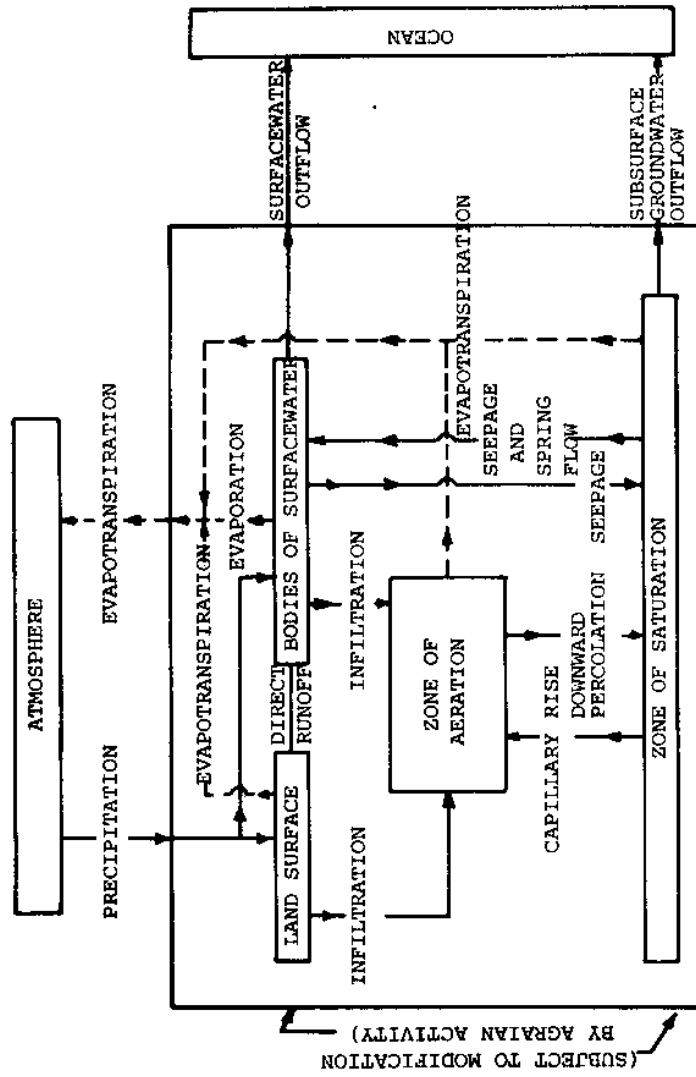 ATMOSPHERE
PRECIPITATION
EVAPOTRANSPIRATION
EVAPOTRANSPIRATION
EVAPORATION
LAND SURFACE
DIRECT
RUNOFF
BODIES OF SURFACEWATER
SURFACEWATER
OUTFLOW
OCEAN
INFILTRATION
INFILTRATION
ZONE OF
AERATION
EVAPOTRANSPIRATION
SEEPAGE
AND SPRING
FLOW
SEEPAGE
CAPILLARY RISE
DOWNWARD
PERCOLATION
ZONE OF SATURATION
SUBSURFACE
GROUNDWATER
OUTFLOW
(SUBJECT TO MODIFICATION
BY AGRAIAN ACTIVITY)